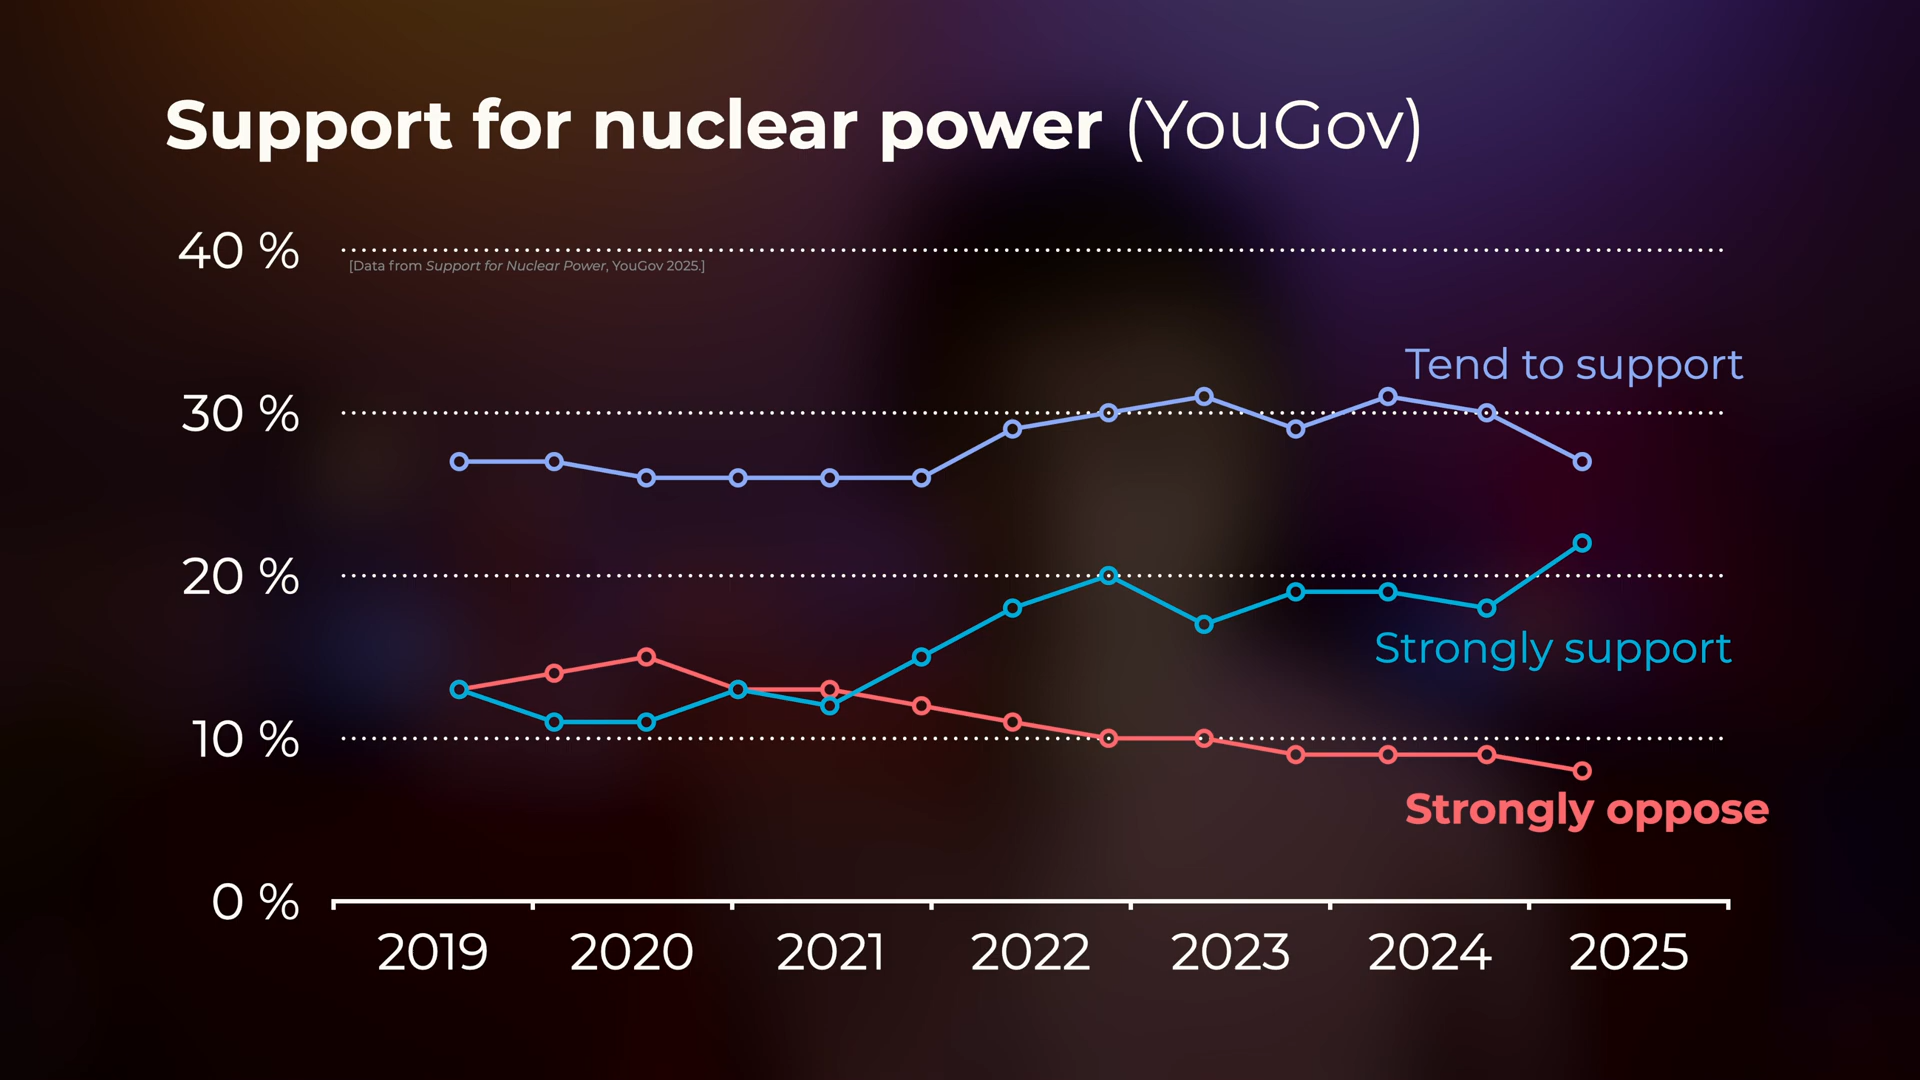 Support for nuclear power (YouGov)
40 %
[Data from Support for Nuclear Power, YouGov 2025.]
Tend to support
30 %
20 %
Strongly support
10 %
Strongly oppose
0 %
2019 2020 2021 2022 2023 2024 2025